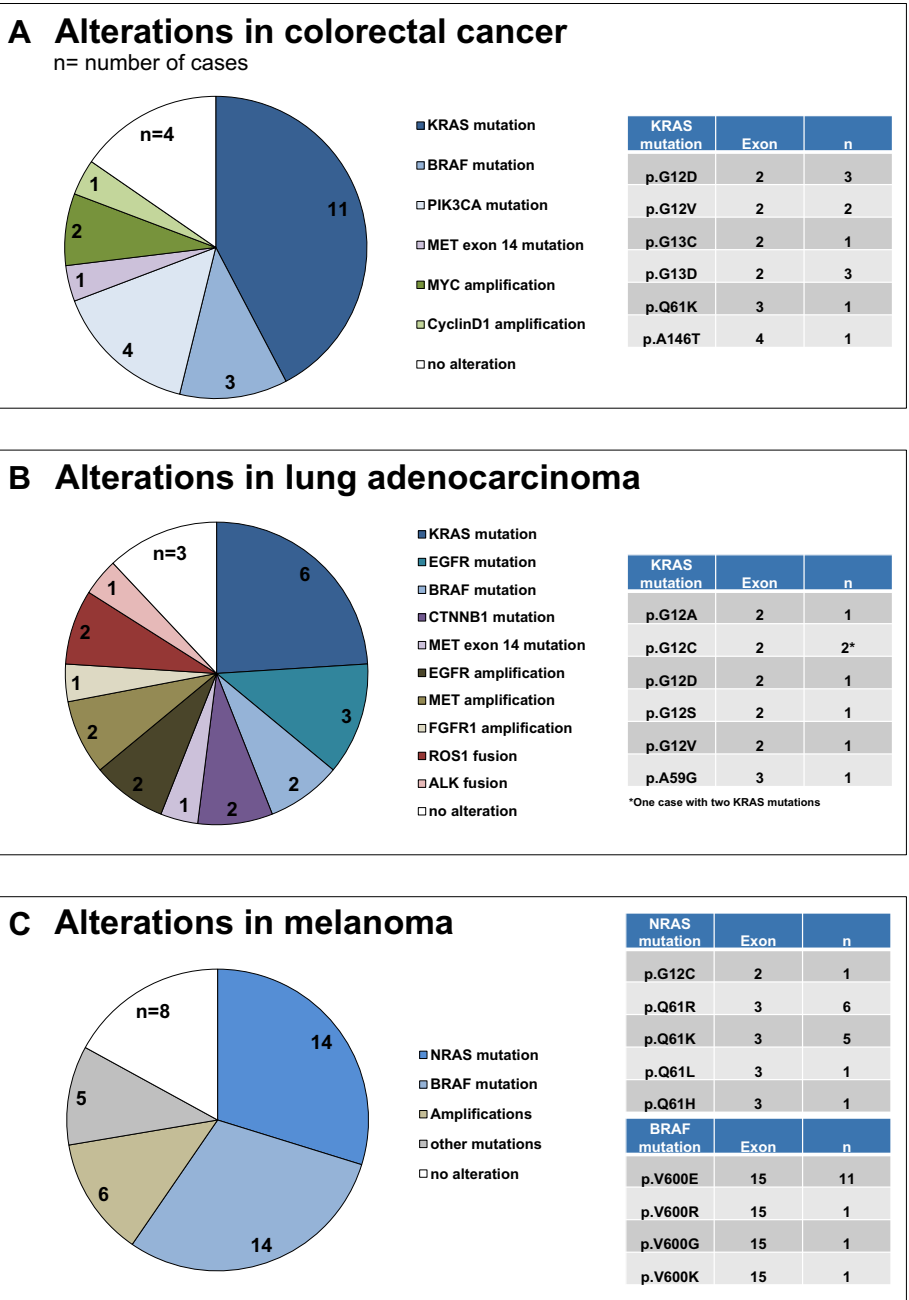 A Alterations in colorectal cancer
n= number of cases
n=4
1
2
1
4
3
11
KRAS mutation
BRAF mutation
PIK3CA mutation
MET exon 14 mutation
MYC amplification
CyclinD1 amplification
no alteration
KRAS
mutation Exon n
p.G12D 2 3
p.G12V 2 2
p.G13C 2 1
p.G13D 2 3
p.Q61K 3 1
p.A146T 4 1
B Alterations in lung adenocarcinoma
n=3
1
2
1
2
2
1
2
2
3
6
KRAS mutation
EGFR mutation
BRAF mutation
CTNNB1 mutation
MET exon 14 mutation
EGFR amplification
MET amplification
FGFR1 amplification
ROS1 fusion
ALK fusion
no alteration
KRAS
mutation Exon n
p.G12A 2 1
p.G12C 2 2*
p.G12D 2 1
p.G12S 2 1
p.G12V 2 1
p.A59G 3 1
*One case with two KRAS mutations
C Alterations in melanoma
n=8
5
6
14
14
NRAS mutation
BRAF mutation
Amplifications
other mutations
no alteration
NRAS
mutation Exon n
p.G12C 2 1
p.Q61R 3 6
p.Q61K 3 5
p.Q61L 3 1
p.Q61H 3 1
BRAF
mutation Exon n
p.V600E 15 11
p.V600R 15 1
p.V600G 15 1
p.V600K 15 1